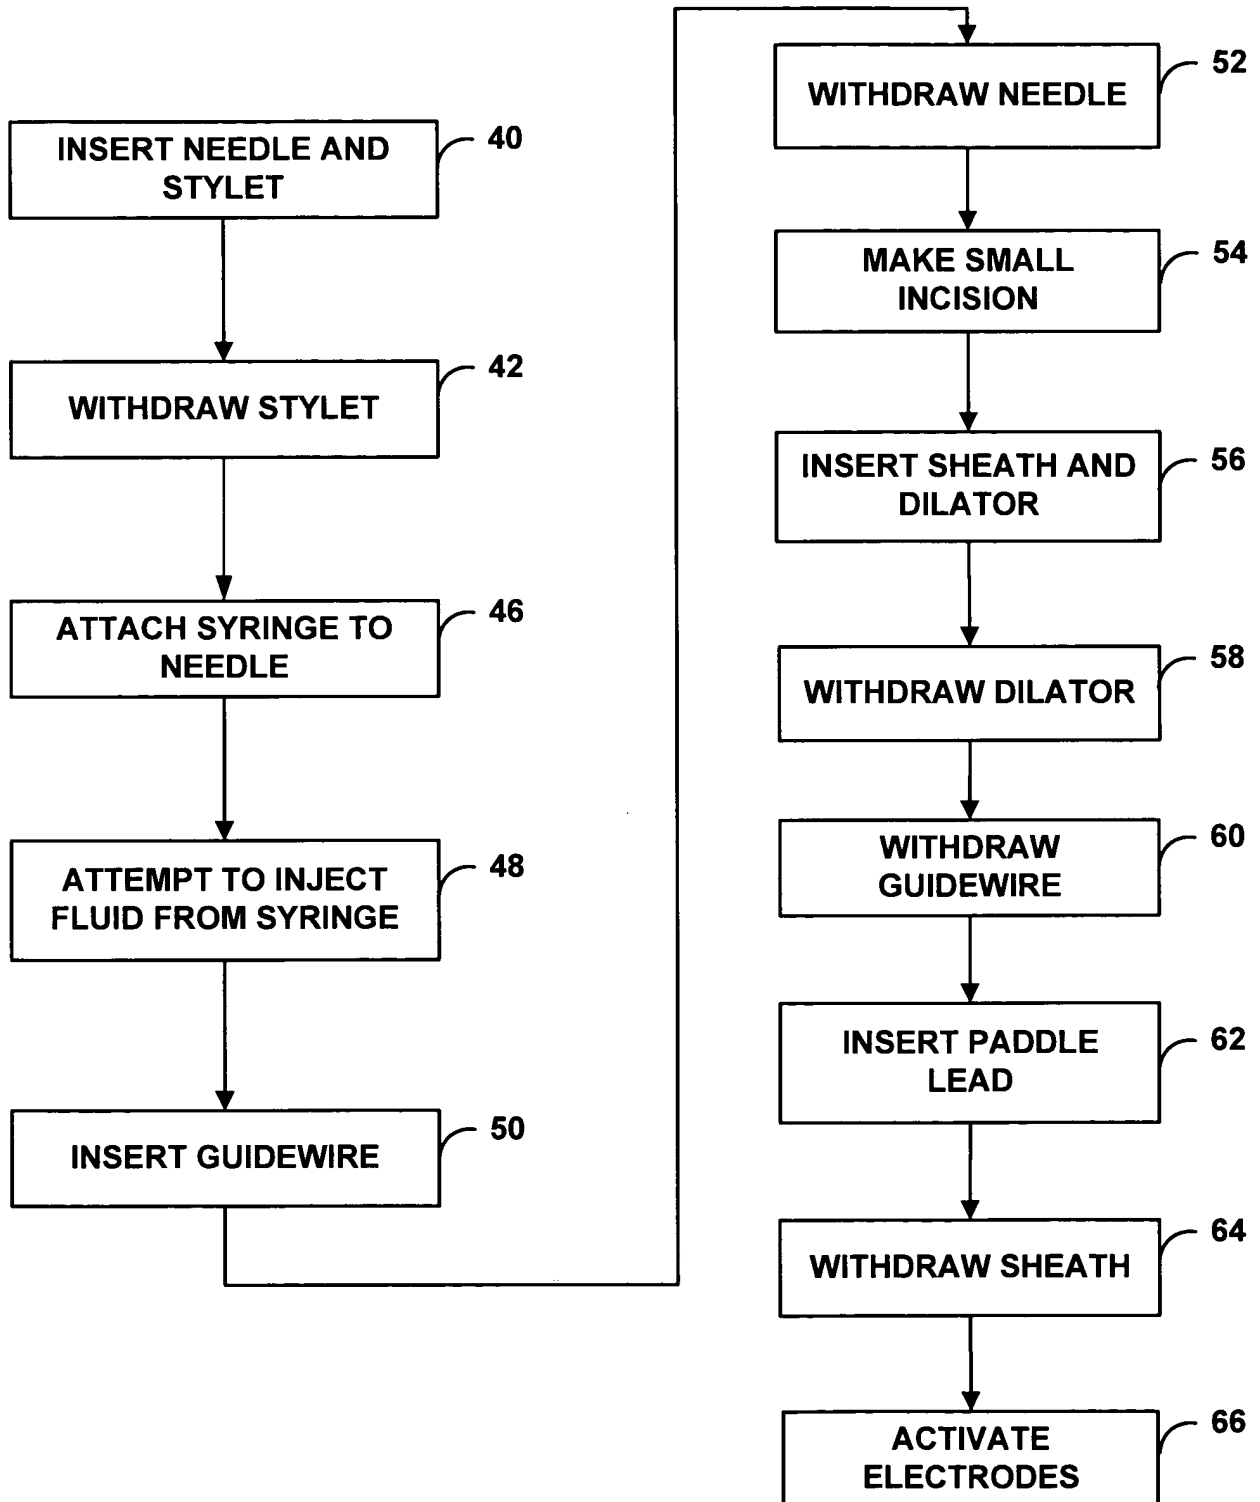 INSERT NEEDLE AND
STYLET
40
WITHDRAW STYLET
42
ATTACH SYRINGE TO
NEEDLE
46
ATTEMPT TO INJECT
FLUID FROM SYRINGE
48
INSERT GUIDEWIRE
50
WITHDRAW NEEDLE
52
MAKE SMALL
INCISION
54
INSERT SHEATH AND
DILATOR
56
WITHDRAW DILATOR
58
WITHDRAW
GUIDEWIRE
60
INSERT PADDLE
LEAD
62
WITHDRAW SHEATH
64
ACTIVATE
ELECTRODES
66